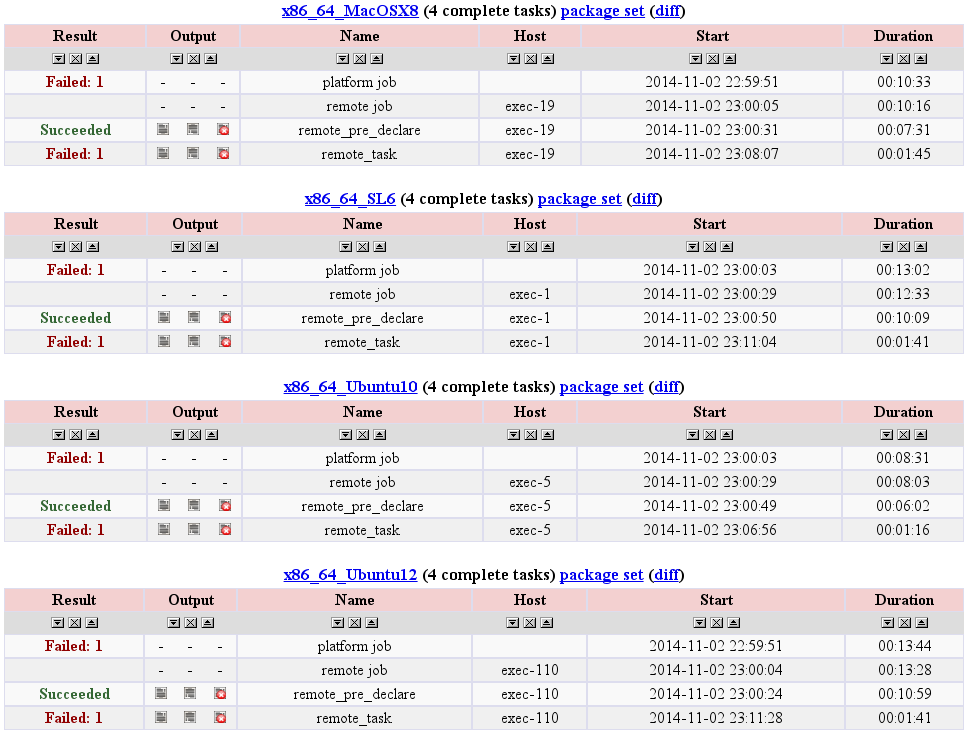 x86_64_MacOSX8 (4 complete tasks) package set (diff)
Result Output Name Host Start Duration
Failed: 1 - - - platform job 2014-11-02 22:59:51 00:10:33
- - - remote job exec-19 2014-11-02 23:00:05 00:10:16
Succeeded remote_pre_declare exec-19 2014-11-02 23:00:31 00:07:31
Failed: 1 remote_task exec-19 2014-11-02 23:08:07 00:01:45
x86_64_SL6 (4 complete tasks) package set (diff)
Result Output Name Host Start Duration
Failed: 1 - - - platform job 2014-11-02 23:00:03 00:13:02
- - - remote job exec-1 2014-11-02 23:00:29 00:12:33
Succeeded remote_pre_declare exec-1 2014-11-02 23:00:50 00:10:09
Failed: 1 remote_task exec-1 2014-11-02 23:11:04 00:01:41
x86_64_Ubuntu10 (4 complete tasks) package set (diff)
Result Output Name Host Start Duration
Failed: 1 - - - platform job 2014-11-02 23:00:03 00:08:31
- - - remote job exec-5 2014-11-02 23:00:29 00:08:03
Succeeded remote_pre_declare exec-5 2014-11-02 23:00:49 00:06:02
Failed: 1 remote_task exec-5 2014-11-02 23:06:56 00:01:16
x86_64_Ubuntu12 (4 complete tasks) package set (diff)
Result Output Name Host Start Duration
Failed: 1 - - - platform job 2014-11-02 22:59:51 00:13:44
- - - remote job exec-110 2014-11-02 23:00:04 00:13:28
Succeeded remote_pre_declare exec-110 2014-11-02 23:00:24 00:10:59
Failed: 1 remote_task exec-110 2014-11-02 23:11:28 00:01:41